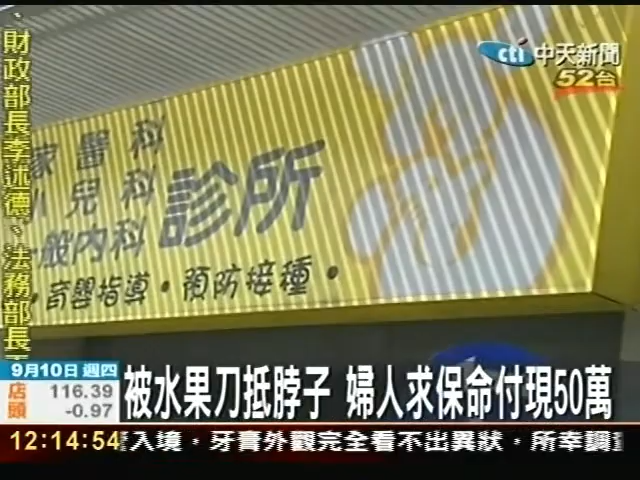 財政部長李述德、法務部長
cti 中天新聞
52台
家醫科
小兒科
一般內科
診所
·育嬰指導·預防接種·
9月10日 週四
店頭 116.39 -0.97
被水果刀抵脖子 婦人求保命付現50萬
12:14:54 入境，牙膏外觀完全看不出異狀，所幸調